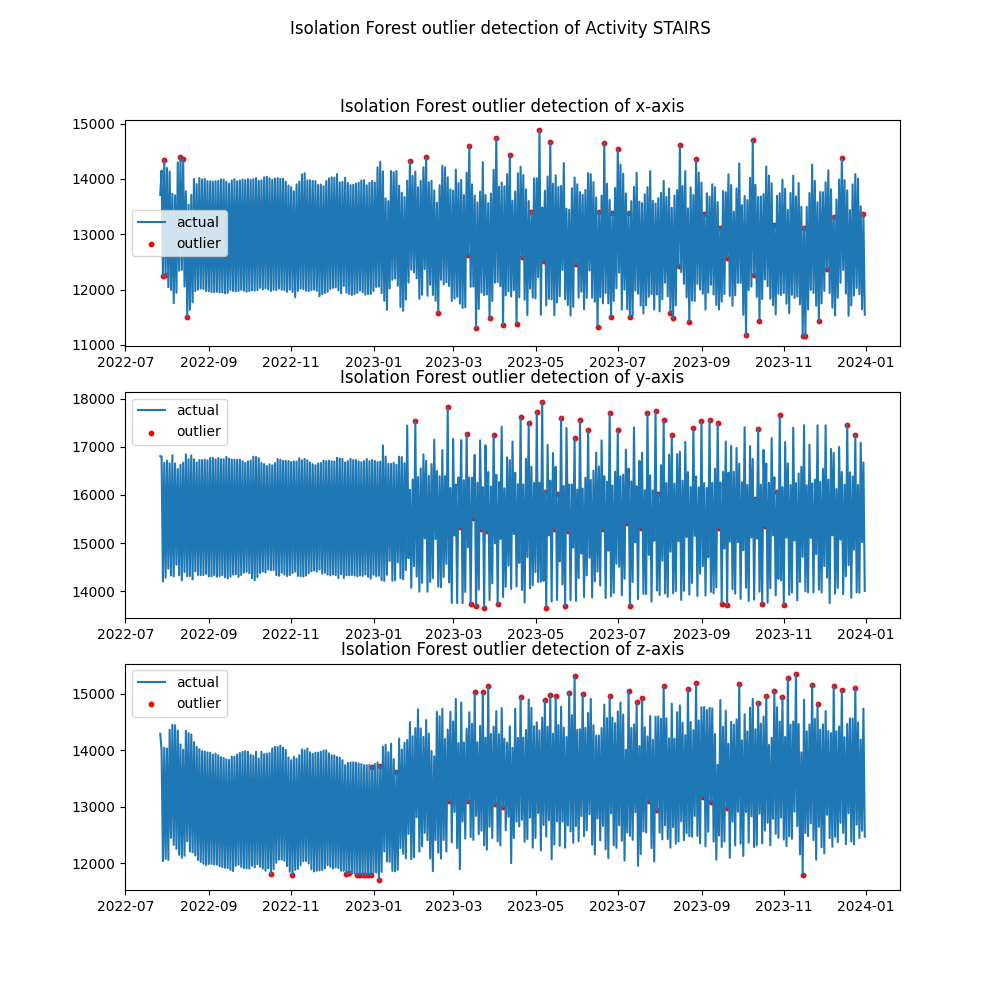 Isolation Forest outlier detection of Activity STAIRS
Isolation Forest outlier detection of x-axis
15000
14000
13000
12000
11000
actual
outlier
2022-07 2022-09 2022-11 2023-01 2023-03 2023-05 2023-07 2023-09 2023-11 2024-01
Isolation Forest outlier detection of y-axis
18000
17000
16000
15000
14000
actual
outlier
2022-07 2022-09 2022-11 2023-01 2023-03 2023-05 2023-07 2023-09 2023-11 2024-01
Isolation Forest outlier detection of z-axis
15000
14000
13000
12000
actual
outlier
2022-07 2022-09 2022-11 2023-01 2023-03 2023-05 2023-07 2023-09 2023-11 2024-01